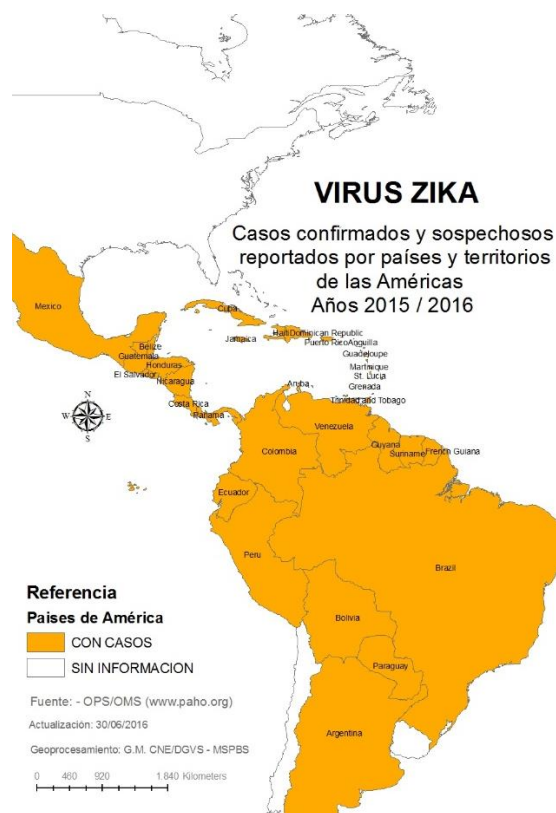 VIRUS ZIKA
Casos confirmados y sospechosos
reportados por países y territorios
de las Américas
Años 2015 / 2016
Mexico
Cuba
Belize
Jamaica
Haiti
Dominican Republic
Puerto Rico
Anguilla
Guatemala
Guadeloupe
Honduras
Martinique
El Salvador
St. Lucia
Nicaragua
Aruba
Grenada
Costa Rica
Trinidad and Tobago
Panama
Venezuela
Guyana
Colombia
Suriname
French Guiana
Ecuador
Peru
Brazil
Bolivia
Paraguay
Argentina
N
W
E
S
Referencia
Paises de América
CON CASOS
SIN INFORMACION
Fuente: - OPS/OMS (www.paho.org)
Actualización: 30/06/2016
Geoprocesamiento: G.M. CNE/DGVS - MSPBS
0 460 920 1.840 Kilometers